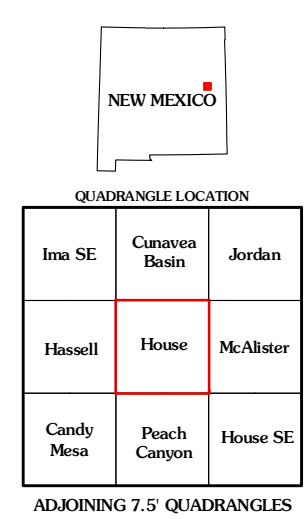 NEW MEXICO
QUADRANGLE LOCATION
Ima SE
Cunavea
Basin
Jordan
Hassell
House
McAlister
Candy
Mesa
Peach
Canyon
House SE
ADJOINING 7.5' QUADRANGLES